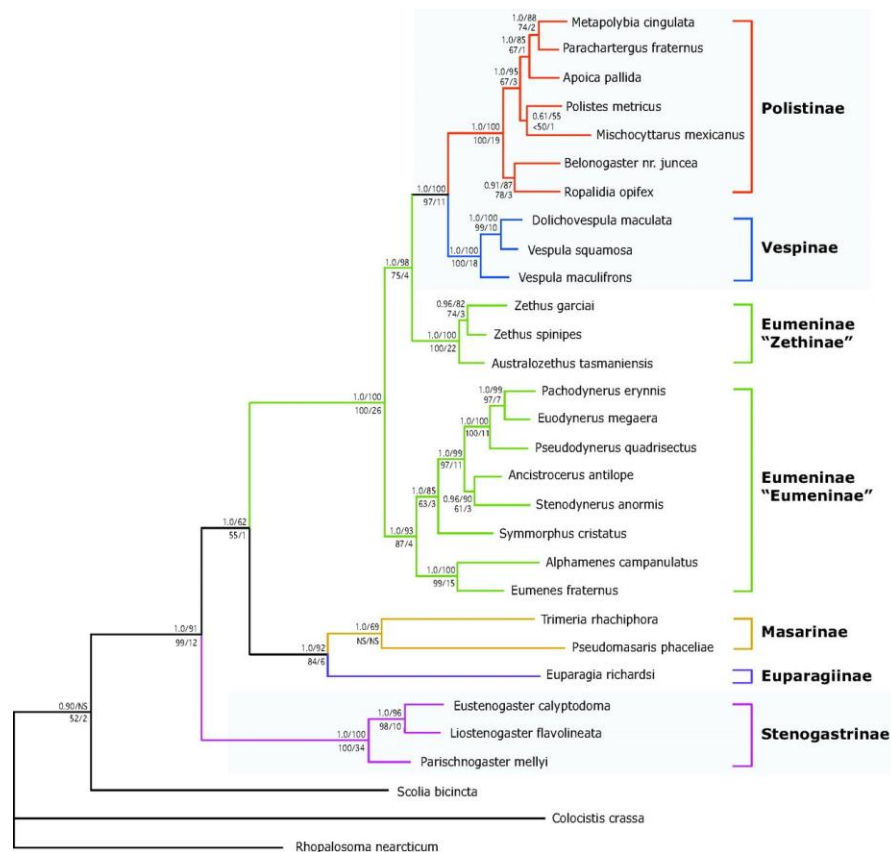 1.0/88
74/2
Metapolybia cingulata
1.0/85
67/1
Parachartergus fraternus
1.0/95
67/3
Apoica pallida
Polistes metricus
0.61/55
<50/1
Mischocyttarus mexicanus
Polistinae
1.0/100
100/19
Belonogaster nr. juncea
0.91/87
78/3
Ropalidia opifex
1.0/100
97/11
1.0/100
99/10
Dolichovespula maculata
Vespula squamosa
1.0/100
100/18
Vespula maculifrons
Vespinae
1.0/98
75/4
0.96/82
74/3
Zethus garciai
Zethus spinipes
1.0/100
100/22
Australozethus tasmaniensis
Eumeninae
“Zethinae”
1.0/100
100/26
1.0/99
97/7
Pachodynerus erynnis
Euodynerus megaera
1.0/100
100/11
Pseudodynerus quadrisectus
1.0/99
97/11
Ancistrocerus antilope
0.96/90
61/3
Stenodynerus anormis
1.0/85
63/3
Symmorphus cristatus
1.0/93
87/4
Alphamenes campanulatus
1.0/100
99/15
Eumenes fraternus
Eumeninae
“Eumeninae”
1.0/62
55/1
1.0/69
NS/NS
Trimeria rhachiphora
Pseudomasaris phaceliae
Masarinae
1.0/92
84/6
Euparagia richardsi
Euparagiinae
1.0/91
99/12
1.0/96
98/10
Eustenogaster calyptodoma
Liostenogaster flavolineata
1.0/100
100/34
Parischnogaster mellyi
Stenogastrinae
0.90/NS
52/2
Scolia bicincta
Colocistis crassa
Rhopalosoma nearcticum